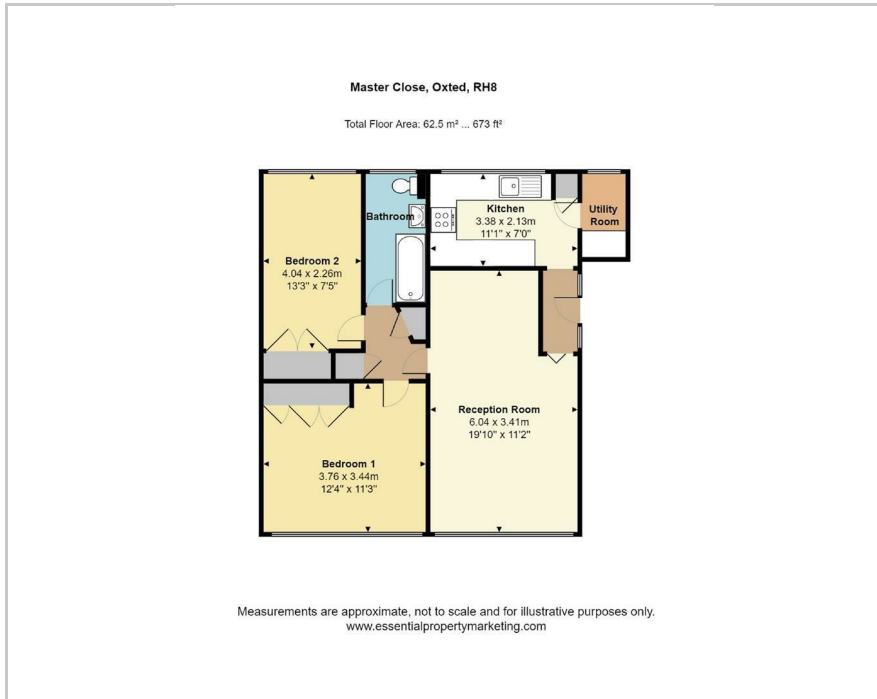 Master Close, Oxted, RH8
Total Floor Area: 62.5 m² ... 673 ft²
Kitchen
3.38 x 2.13m
11'1" x 7'0"
Utility
Room
Bathroom
Bedroom 2
4.04 x 2.26m
13'3" x 7'5"
Reception Room
6.04 x 3.41m
19'10" x 11'2"
Bedroom 1
3.76 x 3.44m
12'4" x 11'3"
Measurements are approximate, not to scale and for illustrative purposes only.
www.essentialpropertymarketing.com